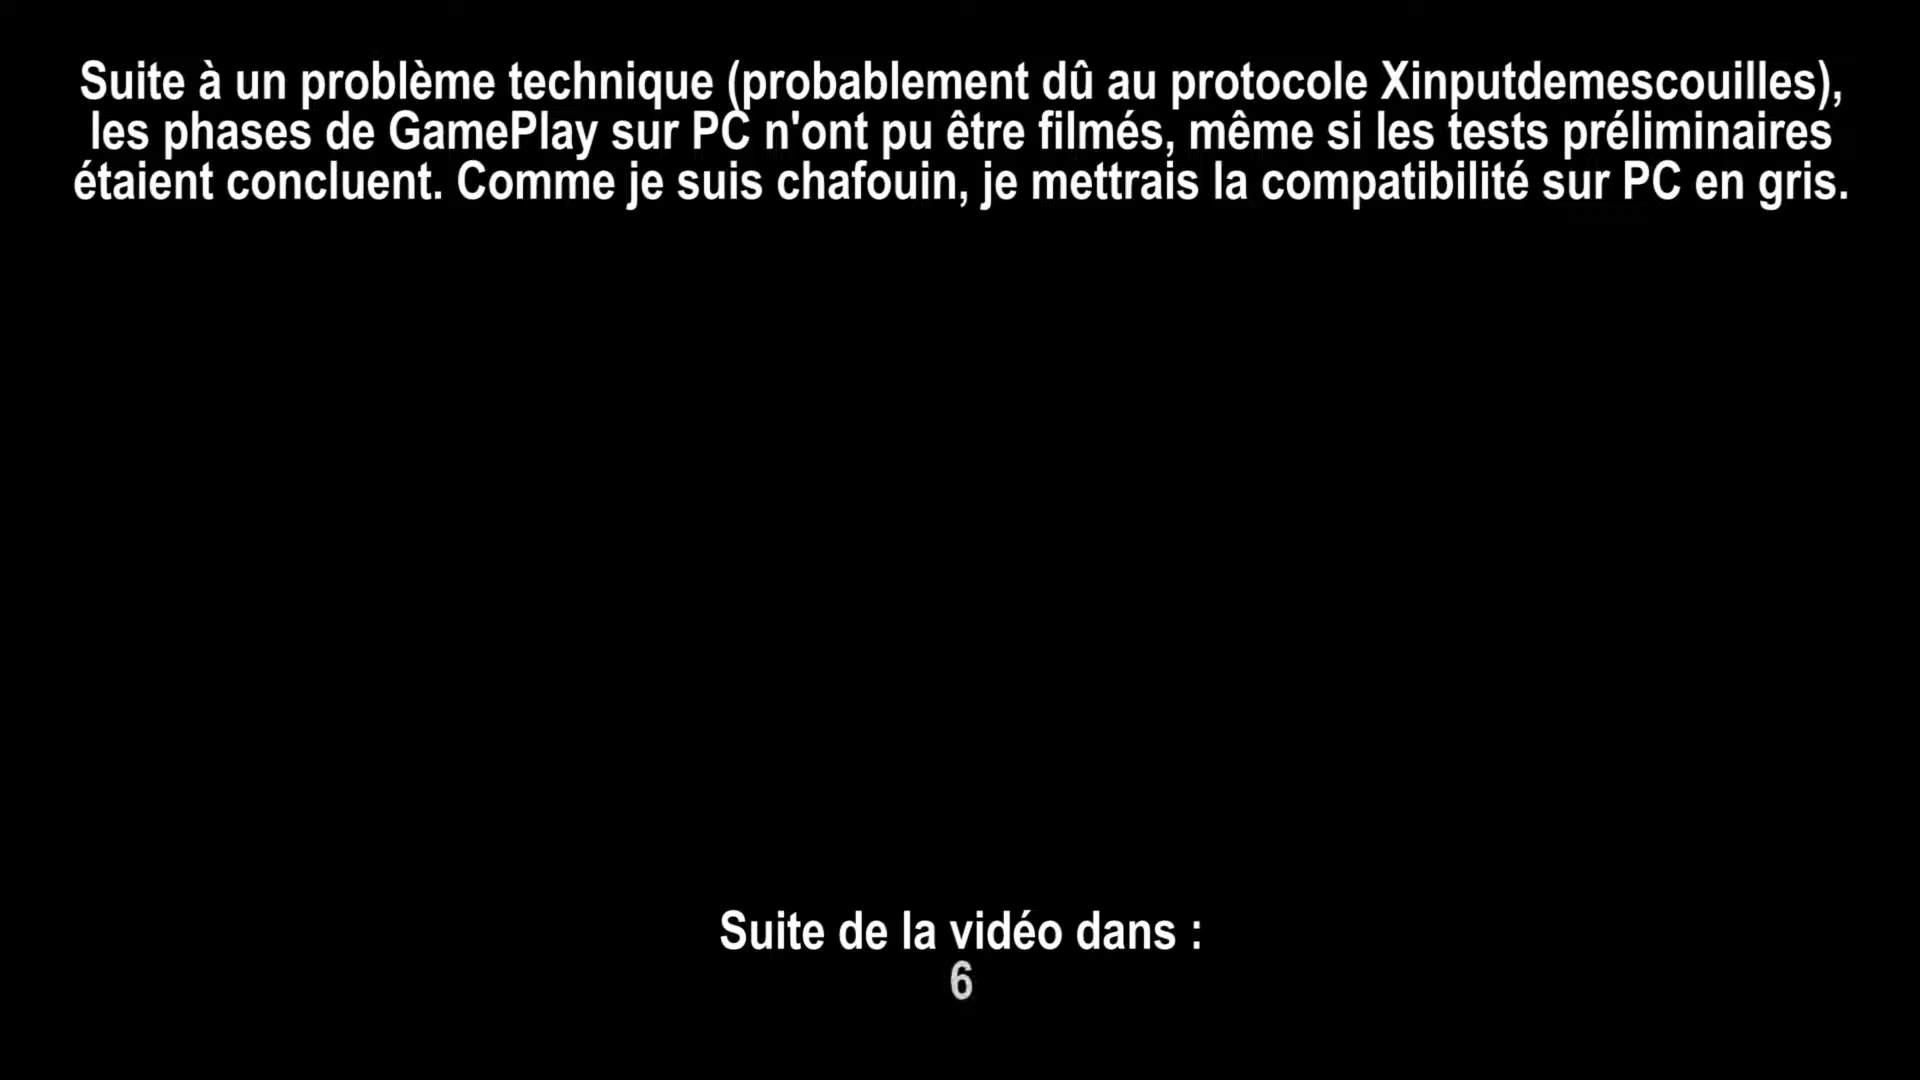 Suite à un problème technique (probablement dû au protocole Xinputdemescouilles),
les phases de GamePlay sur PC n'ont pu être filmés, même si les tests préliminaires
étaient concluent. Comme je suis chafouin, je mettrais la compatibilité sur PC en gris.
Suite de la vidéo dans :
6